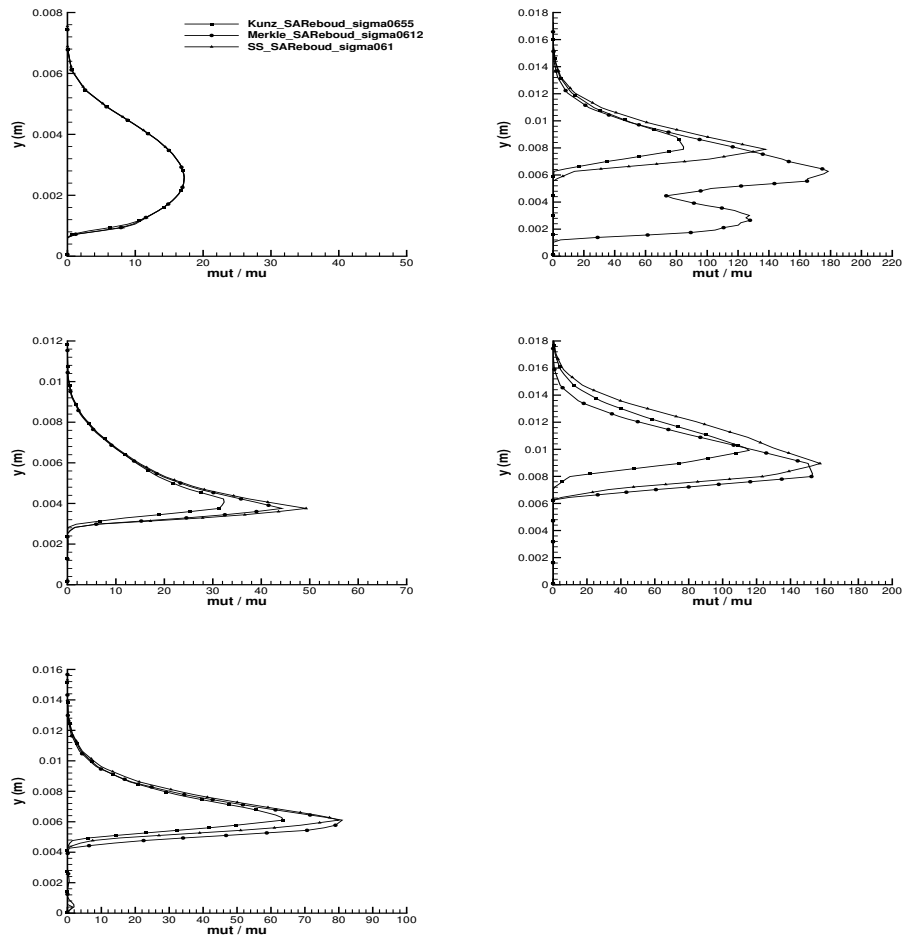 Kunz_SAReboud_sigma0655
Merkle_SAReboud_sigma0612
SS_SAReboud_sigma061
y (m)
0.008
0.006
0.004
0.002
0
0 10 20 30 40 50
mut / mu
y (m)
0.018
0.016
0.014
0.012
0.01
0.008
0.006
0.004
0.002
0
0 20 40 60 80 100 120 140 160 180 200 220
mut / mu
y (m)
0.012
0.01
0.008
0.006
0.004
0.002
0
0 10 20 30 40 50 60 70
mut / mu
y (m)
0.018
0.016
0.014
0.012
0.01
0.008
0.006
0.004
0.002
0
0 20 40 60 80 100 120 140 160 180 200
mut / mu
y (m)
0.016
0.014
0.012
0.01
0.008
0.006
0.004
0.002
0
0 10 20 30 40 50 60 70 80 90 100
mut / mu